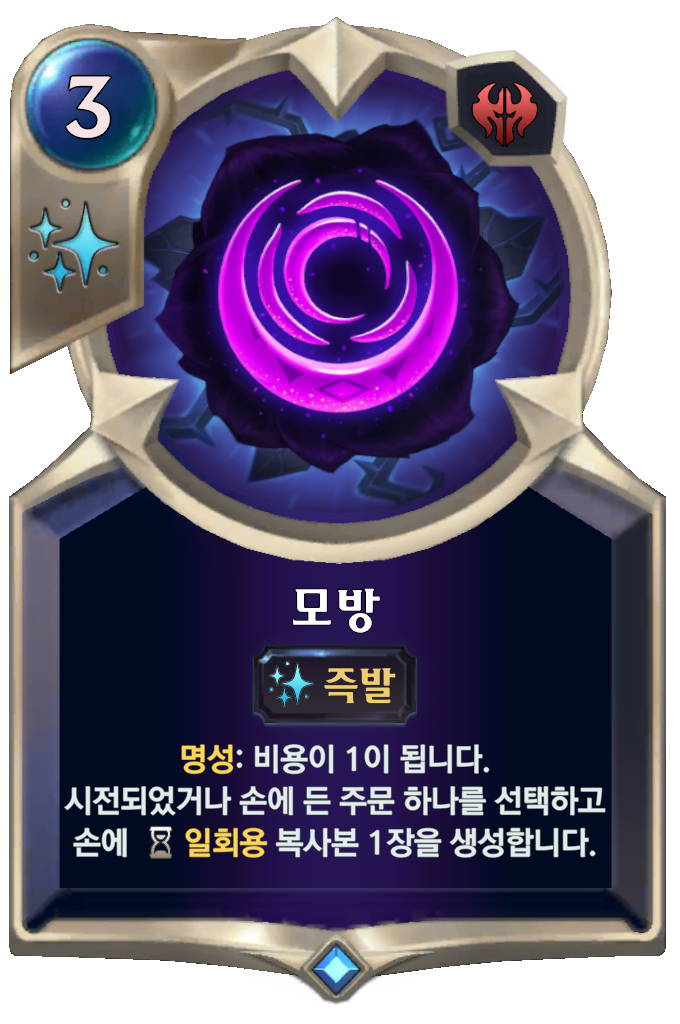 3
모방
즉발
명성: 비용이 1이 됩니다.
시전되었거나 손에 든 주문 하나를 선택하고
손에 일회용 복사본 1장을 생성합니다.